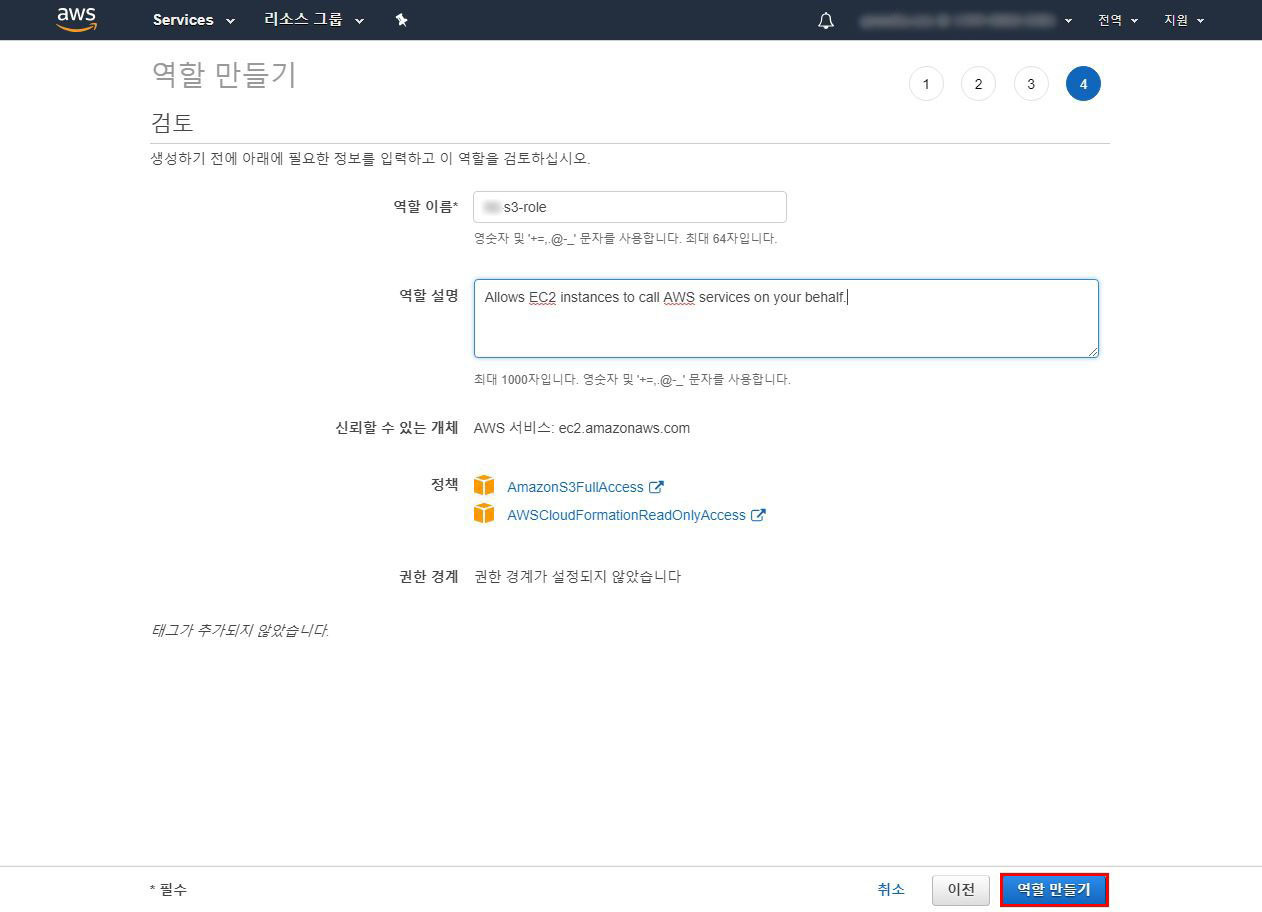 aws Services 리소스 그룹 전역 지원
역할 만들기
1 2 3 4
검토
생성하기 전에 아래에 필요한 정보를 입력하고 이 역할을 검토하십시오.
역할 이름* s3-role
영숫자 및 '+=,.@-_' 문자를 사용합니다. 최대 64자입니다.
역할 설명 Allows EC2 instances to call AWS services on your behalf.
최대 1000자입니다. 영숫자 및 '+=,.@-_' 문자를 사용합니다.
신뢰할 수 있는 개체 AWS 서비스: ec2.amazonaws.com
정책 AmazonS3FullAccess
AWSCloudFormationReadOnlyAccess
권한 경계 권한 경계가 설정되지 않았습니다
태그가 추가되지 않았습니다.
* 필수 취소 이전 역할 만들기